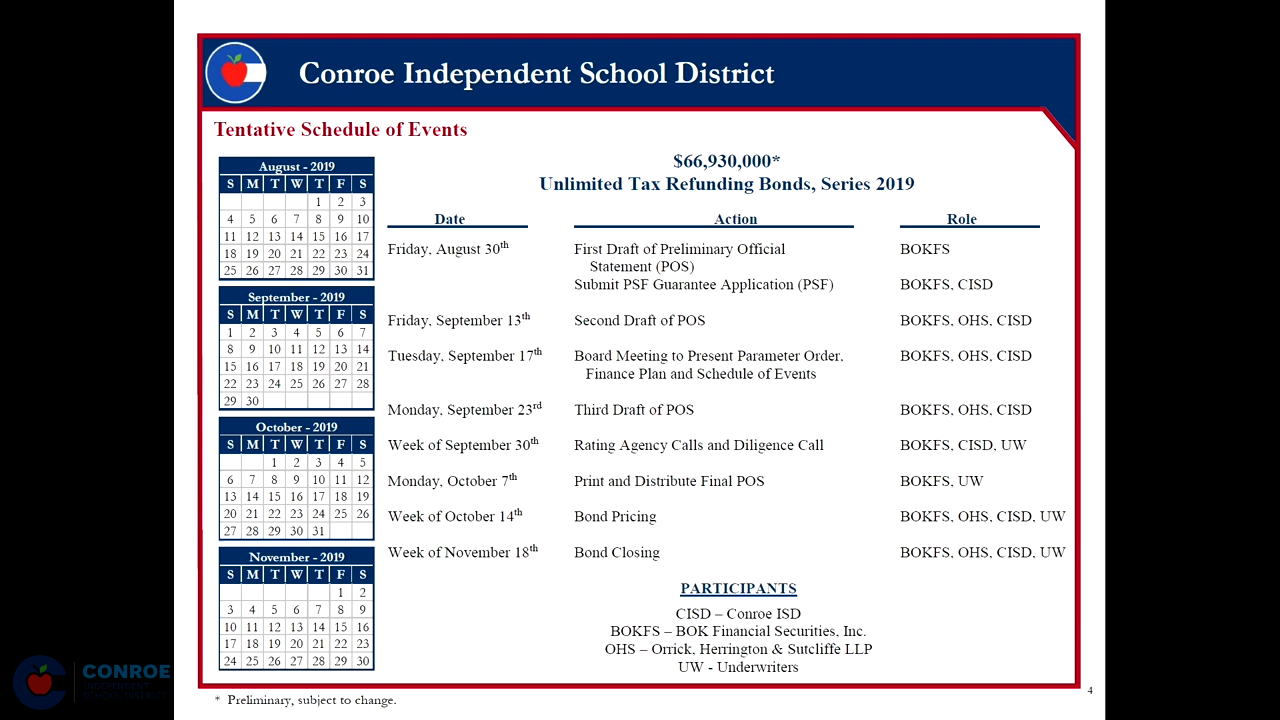 Conroe Independent School District
Tentative Schedule of Events
August - 2019
S M T W T F S
1 2 3
4 5 6 7 8 9 10
11 12 13 14 15 16 17
18 19 20 21 22 23 24
25 26 27 28 29 30 31
September - 2019
S M T W T F S
1 2 3 4 5 6 7
8 9 10 11 12 13 14
15 16 17 18 19 20 21
22 23 24 25 26 27 28
29 30
October - 2019
S M T W T F S
1 2 3 4 5
6 7 8 9 10 11 12
13 14 15 16 17 18 19
20 21 22 23 24 25 26
27 28 29 30 31
November - 2019
S M T W T F S
1 2
3 4 5 6 7 8 9
10 11 12 13 14 15 16
17 18 19 20 21 22 23
24 25 26 27 28 29 30
$66,930,000*
Unlimited Tax Refunding Bonds, Series 2019
Date Action Role
Friday, August 30th First Draft of Preliminary Official BOKFS
Statement (POS)
Submit PSF Guarantee Application (PSF) BOKFS, CISD
Friday, September 13th Second Draft of POS BOKFS, OHS, CISD
Tuesday, September 17th Board Meeting to Present Parameter Order, BOKFS, OHS, CISD
Finance Plan and Schedule of Events
Monday, September 23rd Third Draft of POS BOKFS, OHS, CISD
Week of September 30th Rating Agency Calls and Diligence Call BOKFS, CISD, UW
Monday, October 7th Print and Distribute Final POS BOKFS, UW
Week of October 14th Bond Pricing BOKFS, OHS, CISD, UW
Week of November 18th Bond Closing BOKFS, OHS, CISD, UW
PARTICIPANTS
CISD – Conroe ISD
BOKFS – BOK Financial Securities, Inc.
OHS – Orrick, Herrington & Sutcliffe LLP
UW - Underwriters
* Preliminary, subject to change.
4
CONROE
INDEPENDENT
SCHOOL DISTRICT